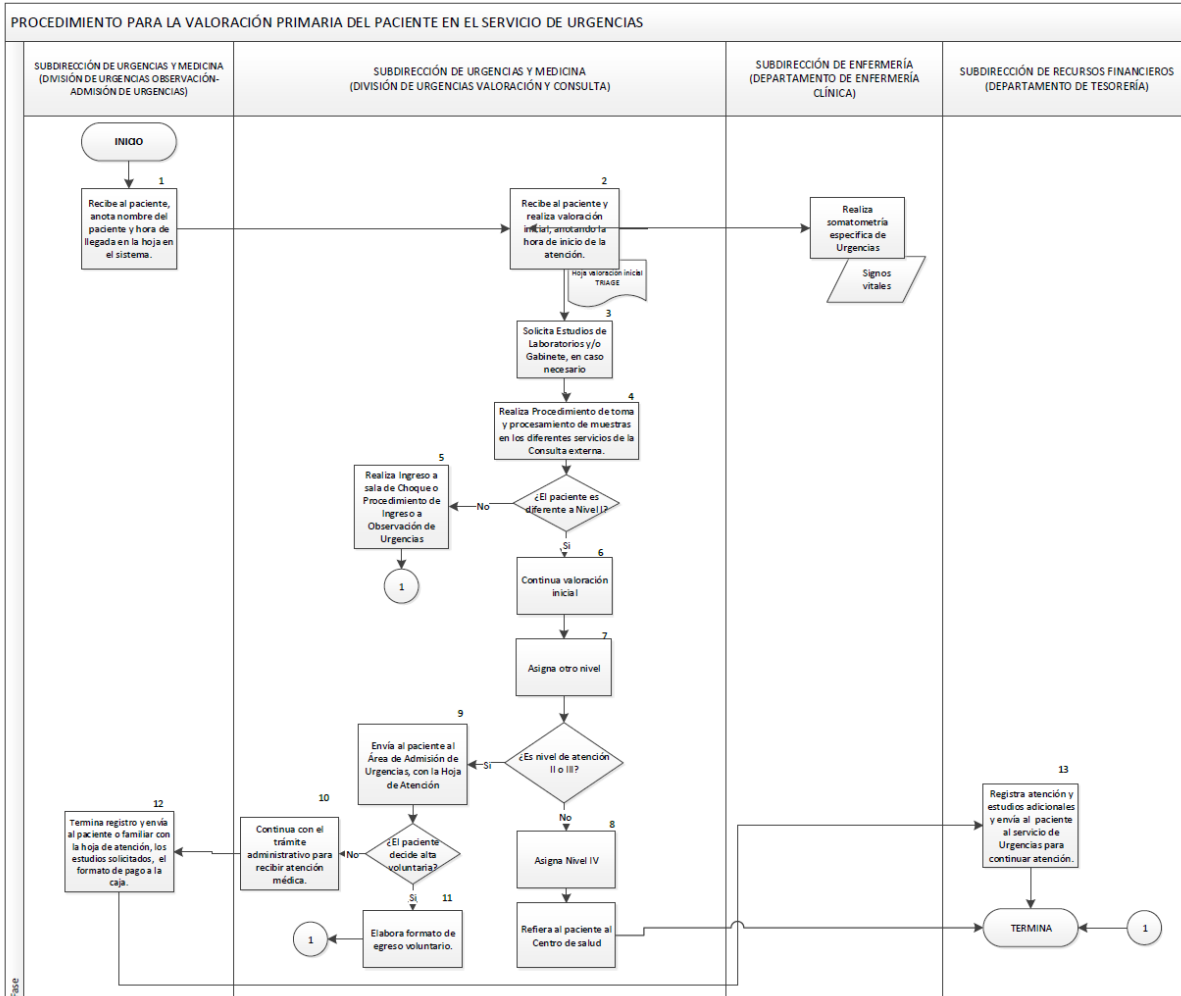 PROCEDIMIENTO PARA LA VALORACIÓN PRIMARIA DEL PACIENTE EN EL SERVICIO DE URGENCIAS
SUBDIRECCIÓN DE URGENCIAS Y MEDICINA
(DIVISIÓN DE URGENCIAS OBSERVACIÓN-
ADMISIÓN DE URGENCIAS)
SUBDIRECCIÓN DE URGENCIAS Y MEDICINA
(DIVISIÓN DE URGENCIAS VALORACIÓN Y CONSULTA)
SUBDIRECCIÓN DE ENFERMERÍA
(DEPARTAMENTO DE ENFERMERÍA
CLÍNICA)
SUBDIRECCIÓN DE RECURSOS FINANCIEROS
(DEPARTAMENTO DE TESORERÍA)
INICIO
1
Recibe al paciente,
anota nombre del
paciente y hora de
llegada en la hoja en
el sistema.
2
Recibe al paciente y
realiza valoración
inicial, anotando la
hora de inicio de la
atención.
Hoja valoración inicial
TRIAGE
Realiza
somatometría
especifica de
Urgencias
Signos
vitales
3
Solicita Estudios de
Laboratorios y/o
Gabinete, en caso
necesario
4
Realiza Procedimiento de toma
y procesamiento de muestras
en los diferentes servicios de la
Consulta externa.
¿El paciente es
diferente a Nivel I?
No
Si
5
Realiza Ingreso a
sala de Choque o
Procedimiento de
Ingreso a
Observación de
Urgencias
1
6
Continua valoración
inicial
7
Asigna otro nivel
¿Es nivel de atención
II o III?
Si
No
8
Asigna Nivel IV
Refiera al paciente al
Centro de salud
9
Envía al paciente al
Área de Admisión de
Urgencias, con la Hoja
de Atención
¿El paciente
decide alta
voluntaria?
No
Si
10
Continua con el
trámite
administrativo para
recibir atención
médica.
11
Elabora formato de
egreso voluntario.
1
12
Termina registro y envía
al paciente o familiar con
la hoja de atención, los
estudios solicitados, el
formato de pago a la
caja.
13
Registra atención y
estudios adicionales
y envía al paciente
al servicio de
Urgencias para
continuar atención.
TERMINA
1
Fase